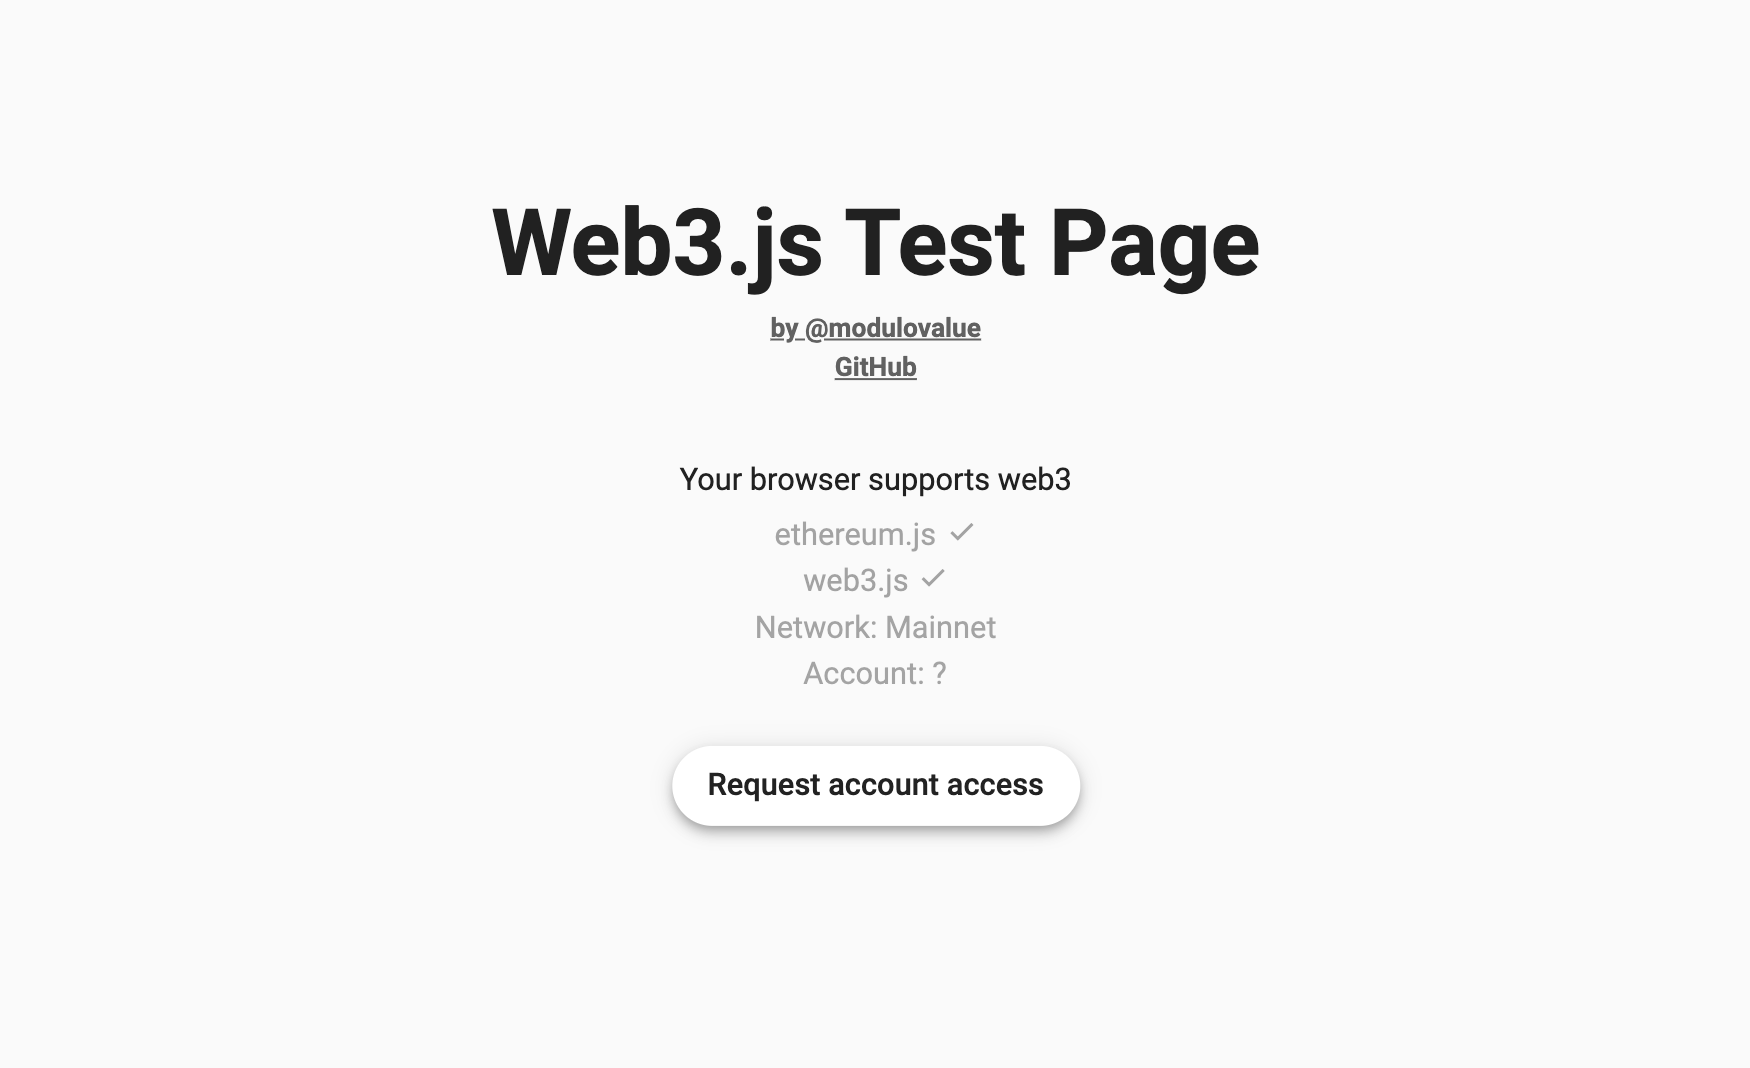 Web3.js Test Page
by @modulovalue
GitHub
Your browser supports web3
ethereum.js ✓
web3.js ✓
Network: Mainnet
Account: ?
Request account access